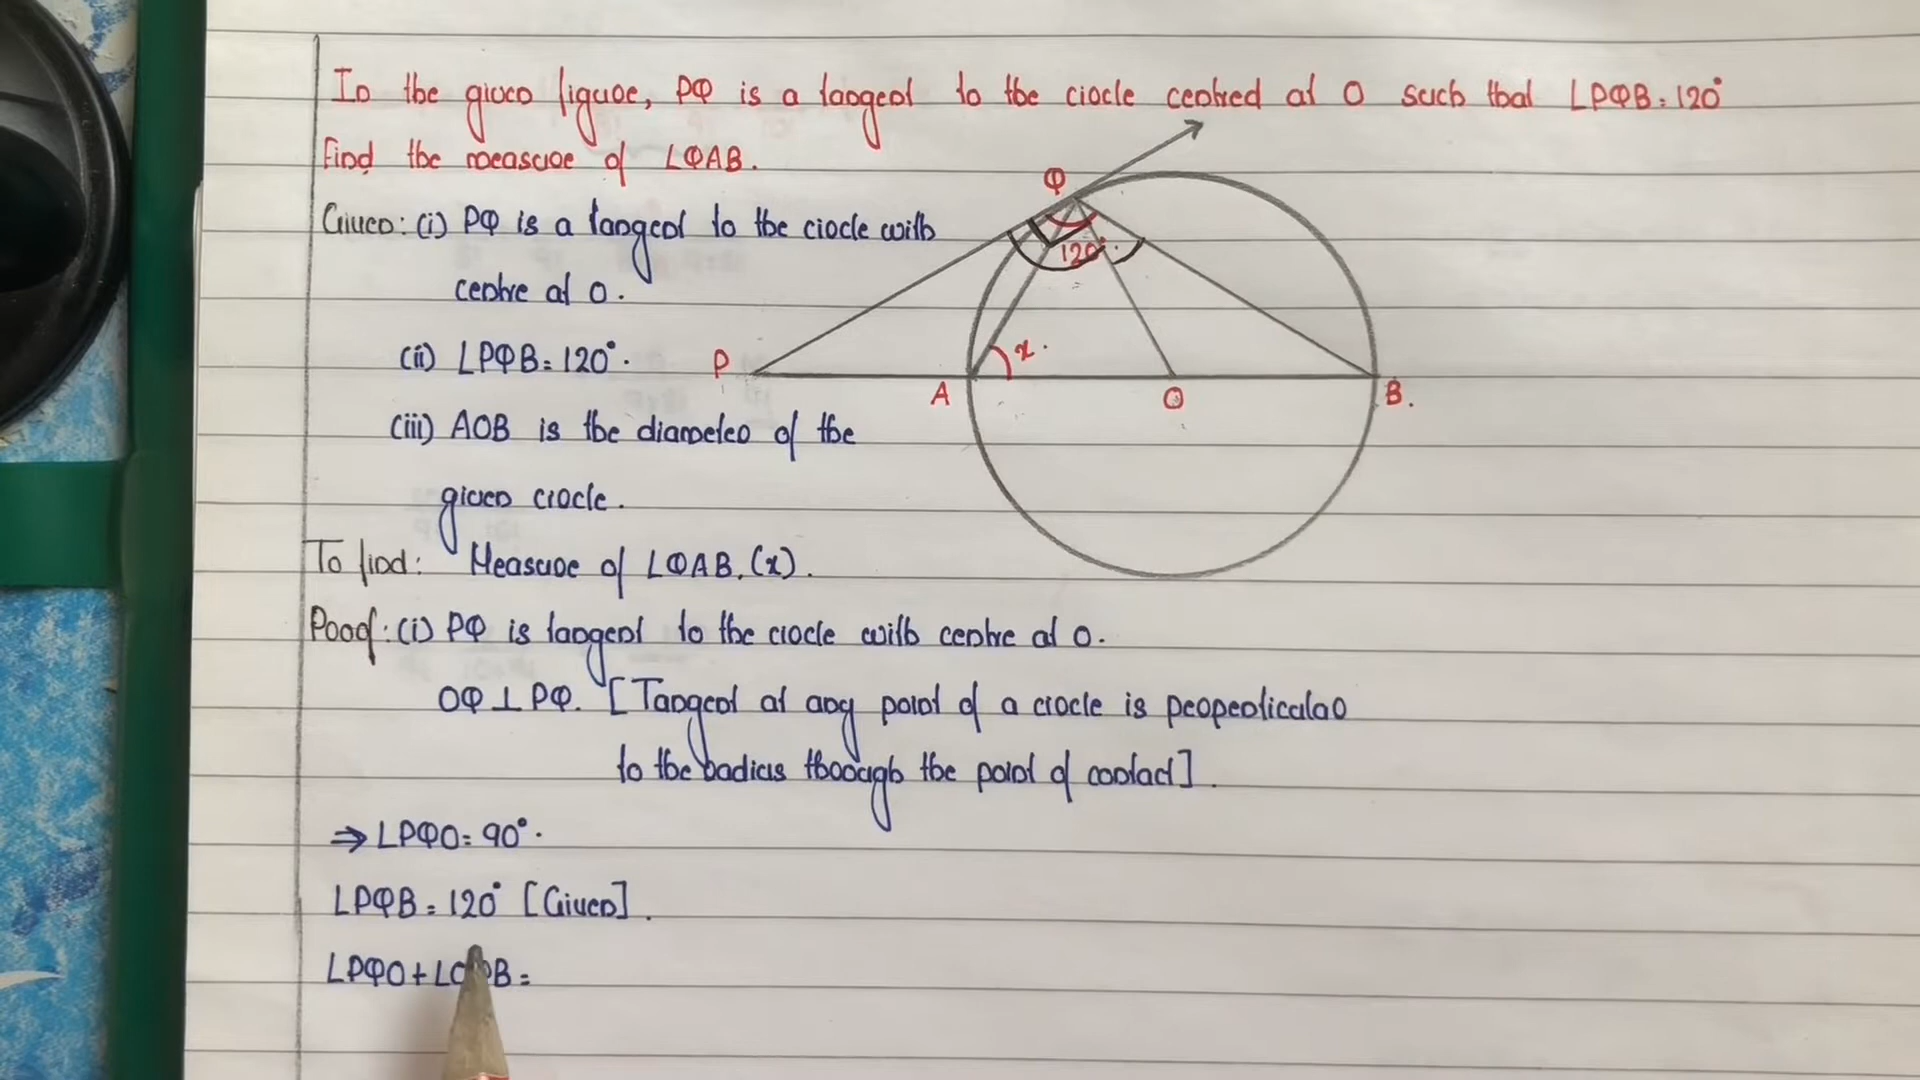 In the given figure, PQ is a tangent to the circle centred at O such that ∠PQB = 120°
Find the measure of ∠QAB.
Given: (i) PQ is a tangent to the circle with
centre at O.
(ii) ∠PQB = 120°.
(iii) AOB is the diameter of the
given circle.
Q
120°
x.
P
A
O
B.
To find: Measure of ∠QAB. (x).
Proof: (i) PQ is tangent to the circle with centre at O.
OQ ⊥ PQ. [Tangent at any point of a circle is perpendicular
to the radius through the point of contact].
⇒ ∠PQO = 90°.
∠PQB = 120° [Given].
∠PQO + ∠OQB =